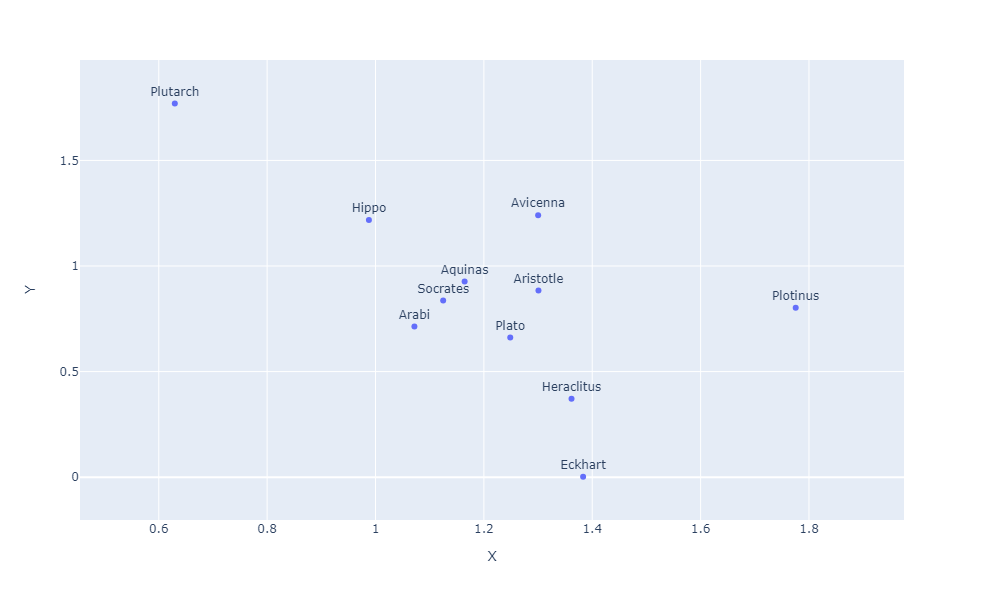 Plutarch
1.5
Hippo
Avicenna
1
Aquinas
Aristotle
Socrates
Plotinus
Y
Arabi
Plato
0.5
Heraclitus
Eckhart
0
0.6
0.8
1
1.2
1.4
1.6
1.8
X